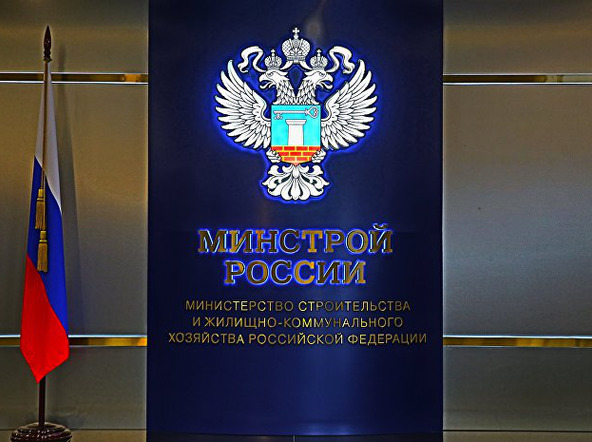 МИНСТРОЙ
РОССИИ
МИНИСТЕРСТВО СТРОИТЕЛЬСТВА
И ЖИЛИЩНО-КОММУНАЛЬНОГО
ХОЗЯЙСТВА РОССИЙСКОЙ ФЕДЕРАЦИИ